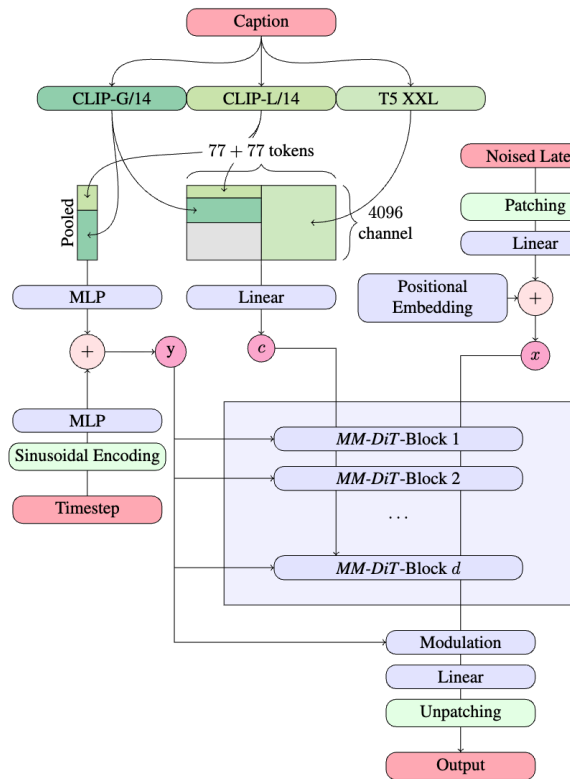 Caption
CLIP-G/14
CLIP-L/14
T5 XXL
77 + 77 tokens
Noised Late
Pooled
4096
channel
Patching
Linear
MLP
Linear
Positional
Embedding
+
+
y
c
x
MLP
Sinusoidal Encoding
Timestep
MM-DiT-Block 1
MM-DiT-Block 2
. . .
MM-DiT-Block d
Modulation
Linear
Unpatching
Output